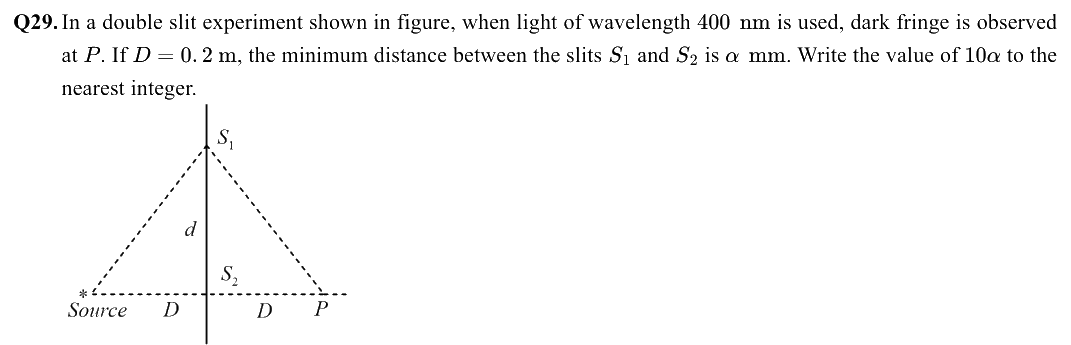 Q29. In a double slit experiment shown in figure, when light of wavelength 400 nm is used, dark fringe is observed
at P. If D = 0. 2 m, the minimum distance between the slits S₁ and S₂ is α mm. Write the value of 10α to the
nearest integer.
S₁
d
S₂
*
Source D D P